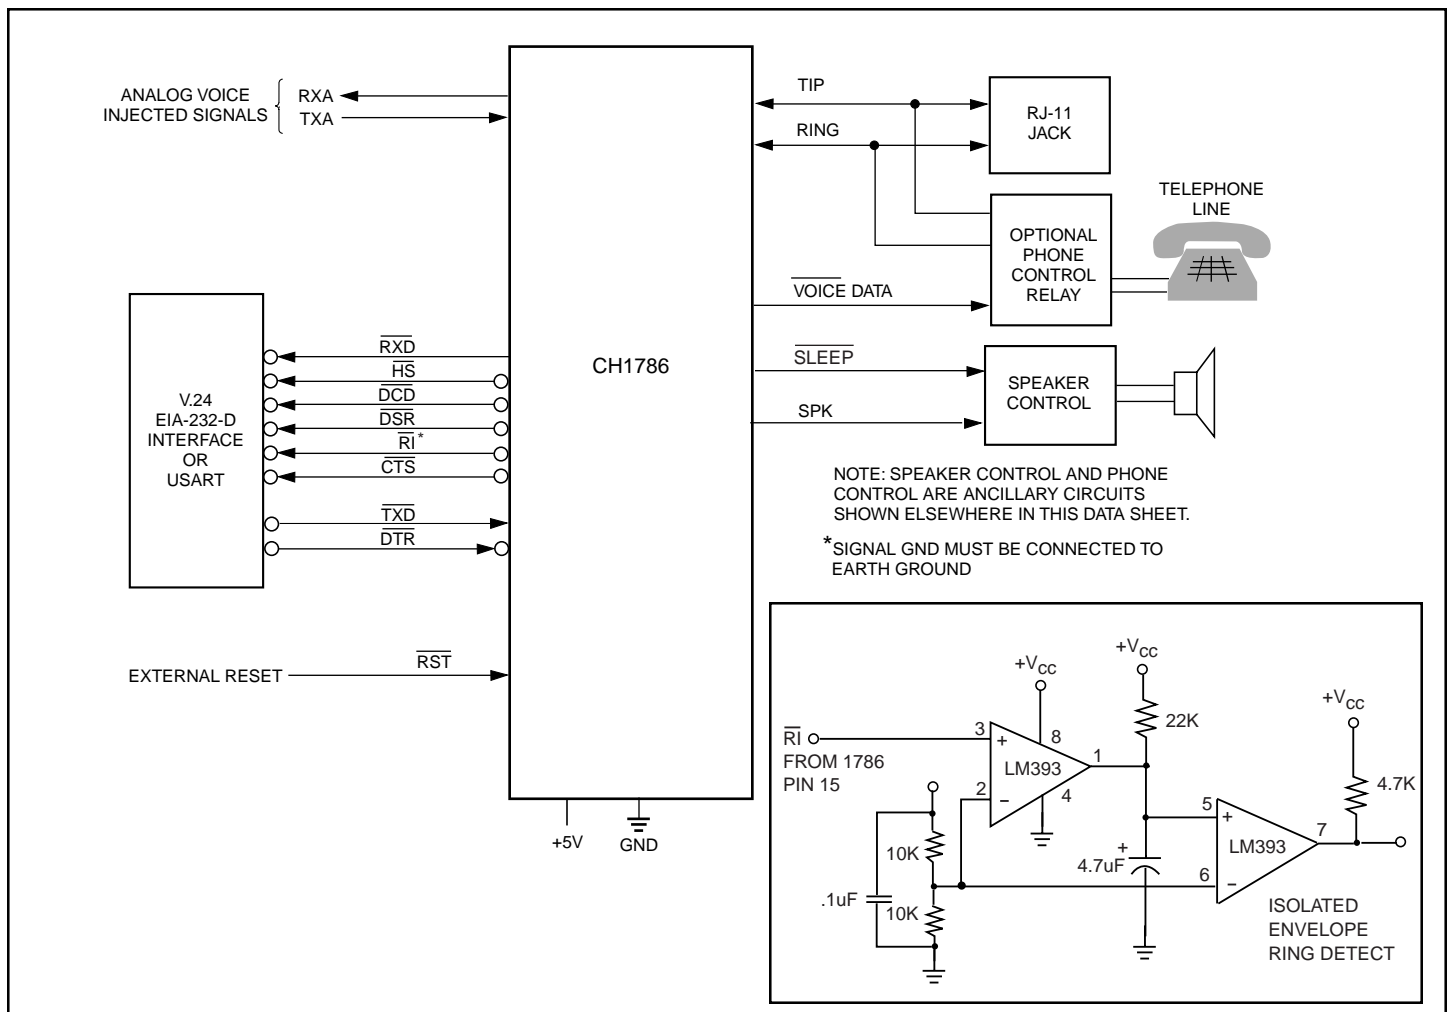 ANALOG VOICE
INJECTED SIGNALS
RXA
TXA
TIP
RING
RJ-11
JACK
TELEPHONE
LINE
OPTIONAL
PHONE
CONTROL
RELAY
VOICE DATA
SLEEP
SPK
SPEAKER
CONTROL
CH1786
V.24
EIA-232-D
INTERFACE
OR
USART
RXD
HS
DCD
DSR
RI*
CTS
TXD
DTR
EXTERNAL RESET
RST
+5V
GND
NOTE: SPEAKER CONTROL AND PHONE
CONTROL ARE ANCILLARY CIRCUITS
SHOWN ELSEWHERE IN THIS DATA SHEET.
*SIGNAL GND MUST BE CONNECTED TO
EARTH GROUND
RI
FROM 1786
PIN 15
3
+
2
–
LM393
8
4
1
+VCC
+VCC
22K
+VCC
4.7K
10K
10K
.1uF
+
4.7uF
5
+
6
–
LM393
7
ISOLATED
ENVELOPE
RING DETECT